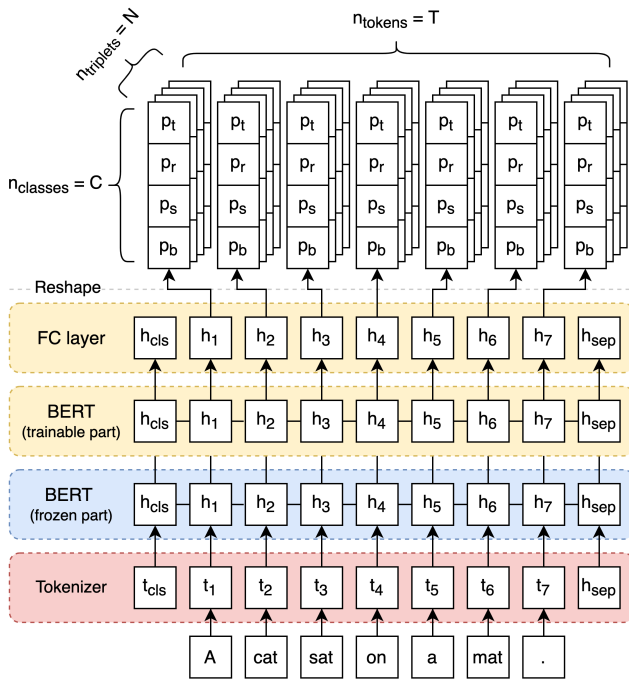 n_tokens = T
n_triplets = N
n_classes = C
p_t p_t p_t p_t p_t p_t p_t
p_r p_r p_r p_r p_r p_r p_r
p_s p_s p_s p_s p_s p_s p_s
p_b p_b p_b p_b p_b p_b p_b
Reshape
FC layer h_cls h_1 h_2 h_3 h_4 h_5 h_6 h_7 h_sep
BERT
(trainable part) h_cls h_1 h_2 h_3 h_4 h_5 h_6 h_7 h_sep
BERT
(frozen part) h_cls h_1 h_2 h_3 h_4 h_5 h_6 h_7 h_sep
Tokenizer t_cls t_1 t_2 t_3 t_4 t_5 t_6 t_7 h_sep
A cat sat on a mat .